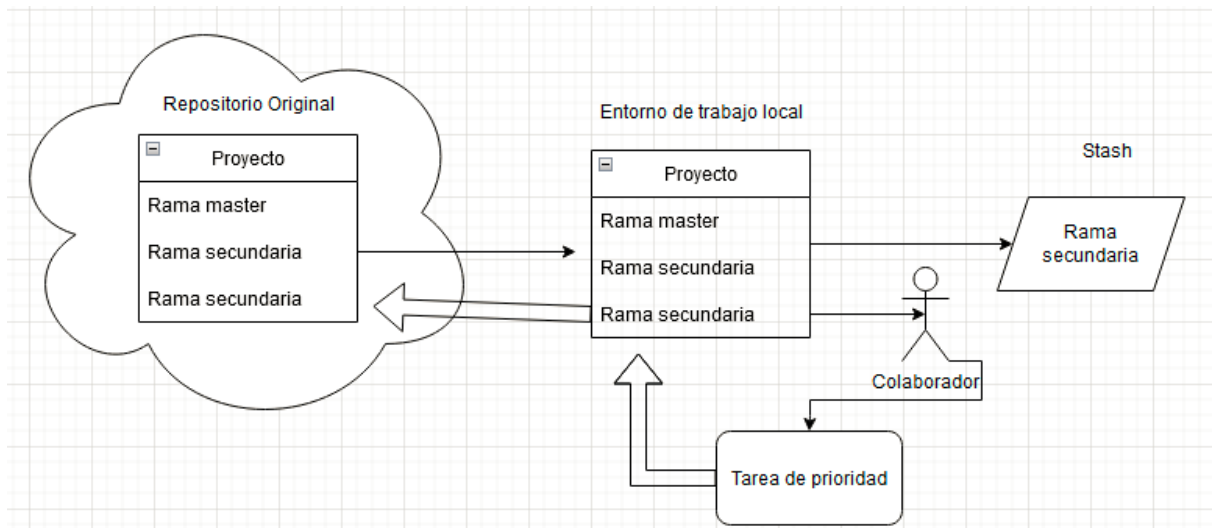 Repositorio Original
Proyecto
Rama master
Rama secundaria
Rama secundaria
Entorno de trabajo local
Proyecto
Rama master
Rama secundaria
Rama secundaria
Stash
Rama
secundaria
Colaborador
Tarea de prioridad